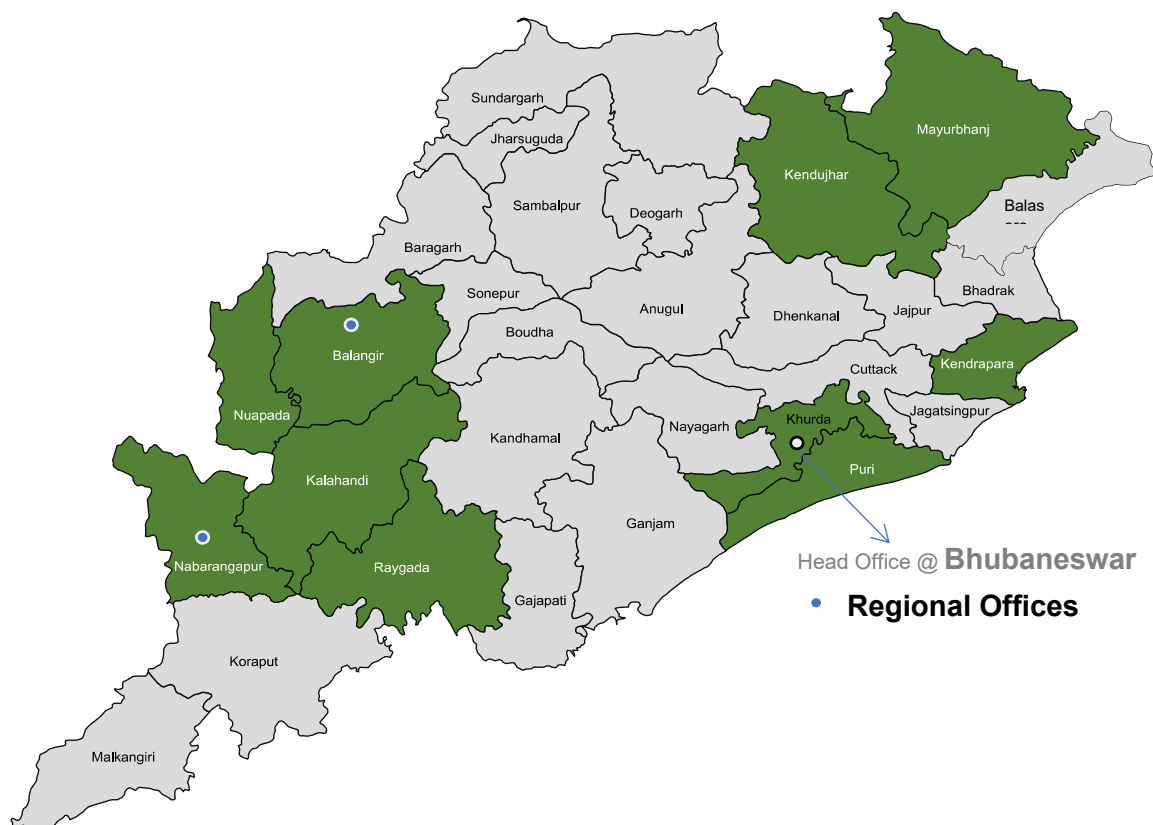 Sundargarh
Mayurbhanj
Jharsuguda
Kendujhar
Sambalpur
Deogarh
Balas
Baragarh
Sonepur
Bhadrak
Anugul
Jajpur
Dhenkanal
Boudha
Balangir
Kendrapara
Cuttack
Nuapada
Jagatsingpur
Khurda
Nayagarh
Kandhamal
Puri
Kalahandi
Ganjam
Head Office @ Bhubaneswar
Nabarangapur
Raygada
Gajapati
Regional Offices
Koraput
Malkangiri